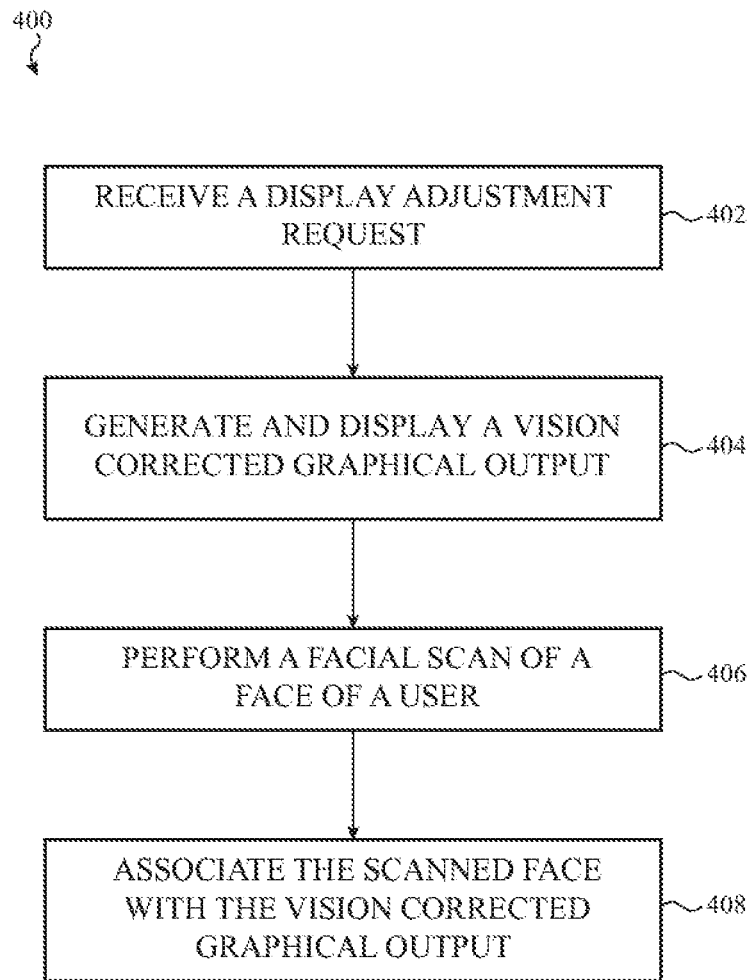 400
RECEIVE A DISPLAY ADJUSTMENT
REQUEST
402
GENERATE AND DISPLAY A VISION
CORRECTED GRAPHICAL OUTPUT
404
PERFORM A FACIAL SCAN OF A
FACE OF A USER
406
ASSOCIATE THE SCANNED FACE
WITH THE VISION CORRECTED
GRAPHICAL OUTPUT
408